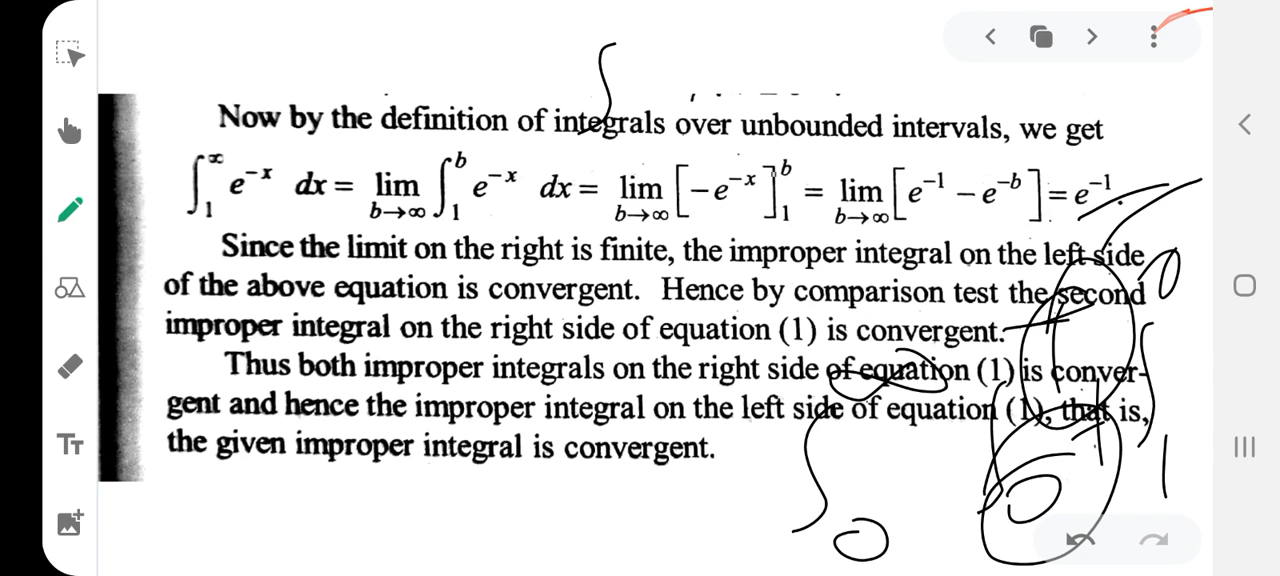 Now by the definition of integrals over unbounded intervals, we get
∫₁^∞ e^{-x} dx = lim_{b→∞} ∫₁^b e^{-x} dx = lim_{b→∞} [-e^{-x}]₁^b = lim_{b→∞} [e^{-1} - e^{-b}] = e^{-1}.
Since the limit on the right is finite, the improper integral on the left side
of the above equation is convergent. Hence by comparison test the second
improper integral on the right side of equation (1) is convergent.
Thus both improper integrals on the right side of equation (1) is conver-
gent and hence the improper integral on the left side of equation (1), that is,
the given improper integral is convergent.
Tт